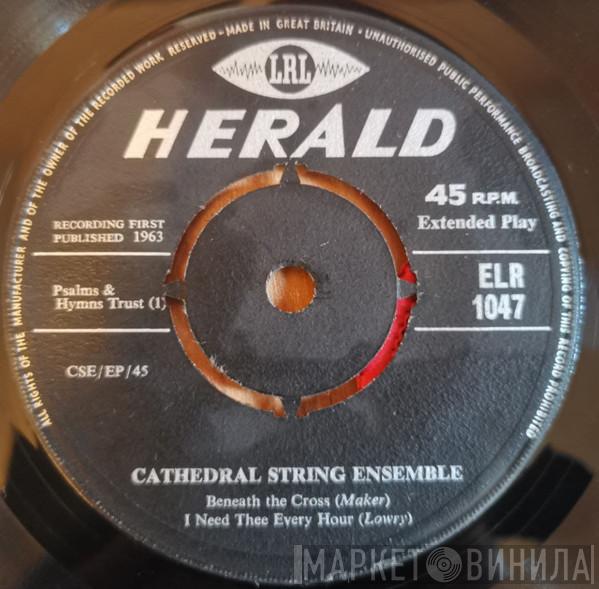 ALL RIGHTS OF THE MANUFACTURER AND OF THE OWNER OF THE RECORDED WORK RESERVED - MADE IN GREAT BRITAIN - UNAUTHORISED PUBLIC PERFORMANCE BROADCASTING AND COPYING OF THIS RECORD PROHIBITED
LRL
HERALD
RECORDING FIRST
PUBLISHED 1963
45 R.P.M.
Extended Play
Psalms &
Hymns Trust (1)
ELR
1047
CSE/EP/45
CATHEDRAL STRING ENSEMBLE
Beneath the Cross (Maker)
I Need Thee Every Hour (Lowry)
МАРКЕТ ВИНИЛА